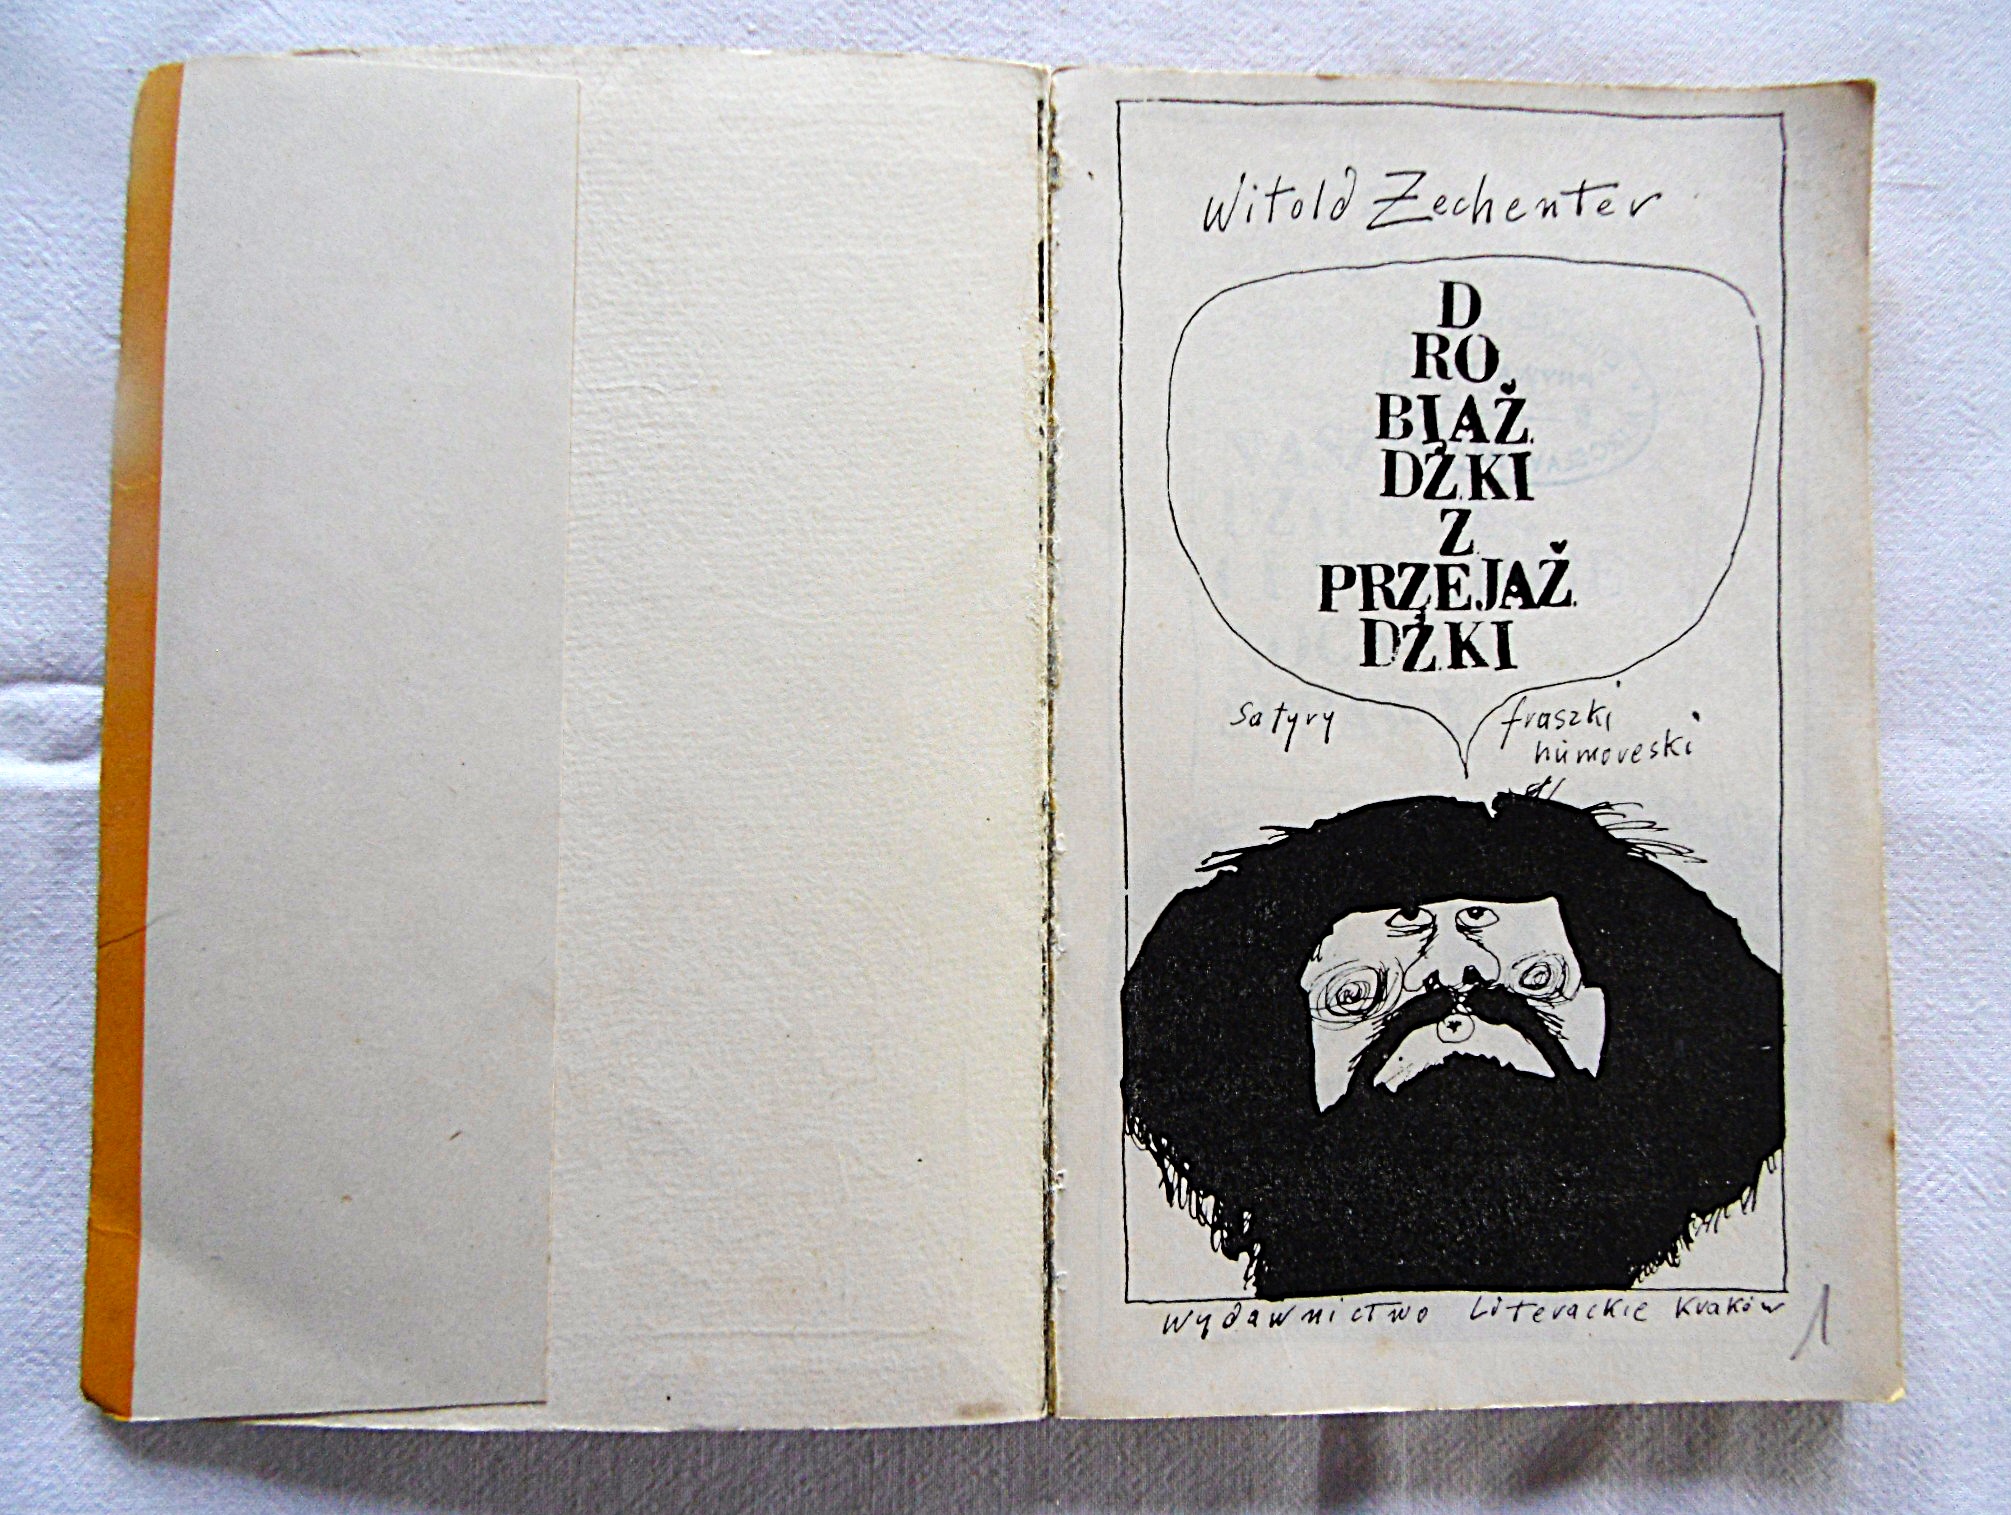 Witold Zechenter
D
RO
BIAŻ
DŻKI
Z
PRZEJAŻ
DŻKI
satyry
fraszki
humoreski
Wydawnictwo Literackie Kraków
1